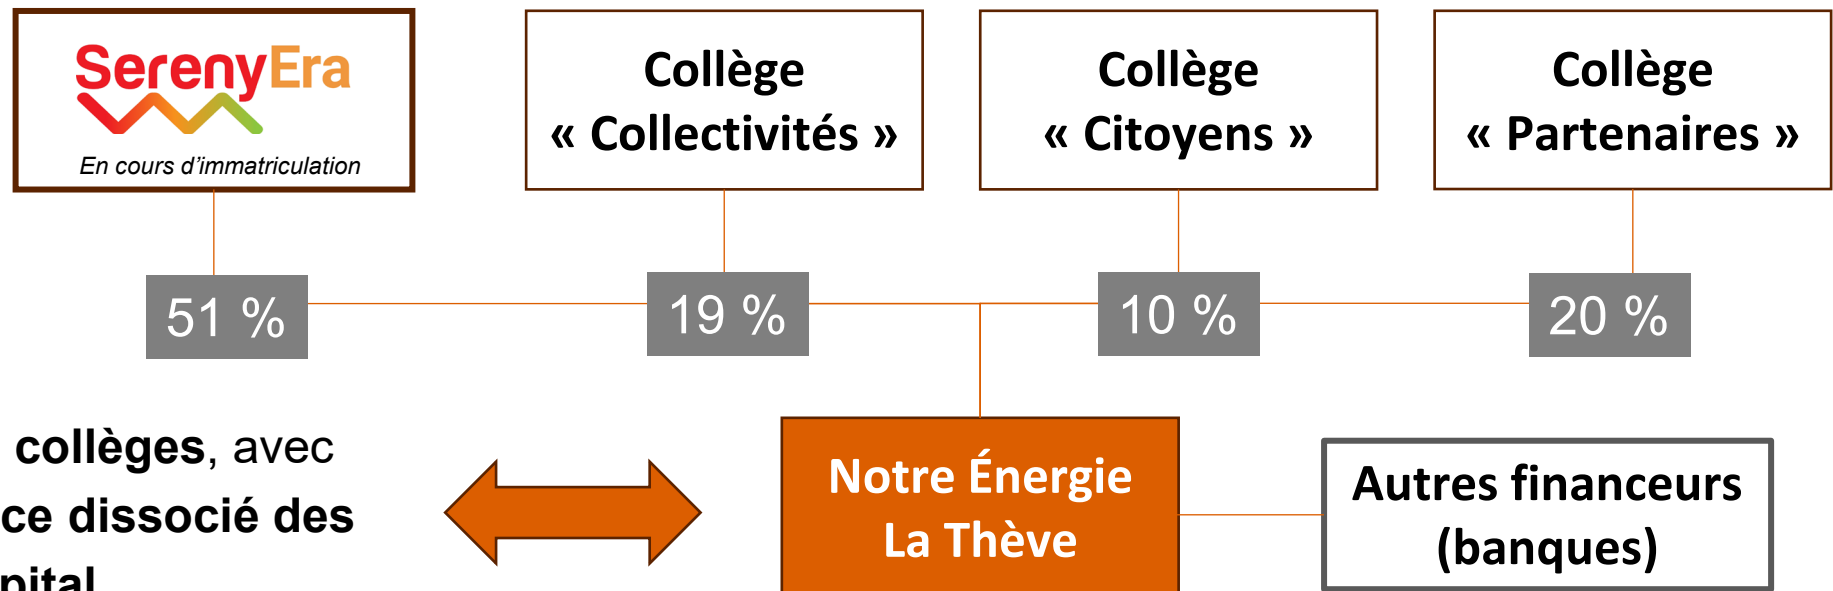 SerenyEra
En cours d’immatriculation
Collège
« Collectivités »
Collège
« Citoyens »
Collège
« Partenaires »
51 %
19 %
10 %
20 %
collèges, avec
ce dissocié des
pital
Notre Énergie
La Thève
Autres financeurs
(banques)